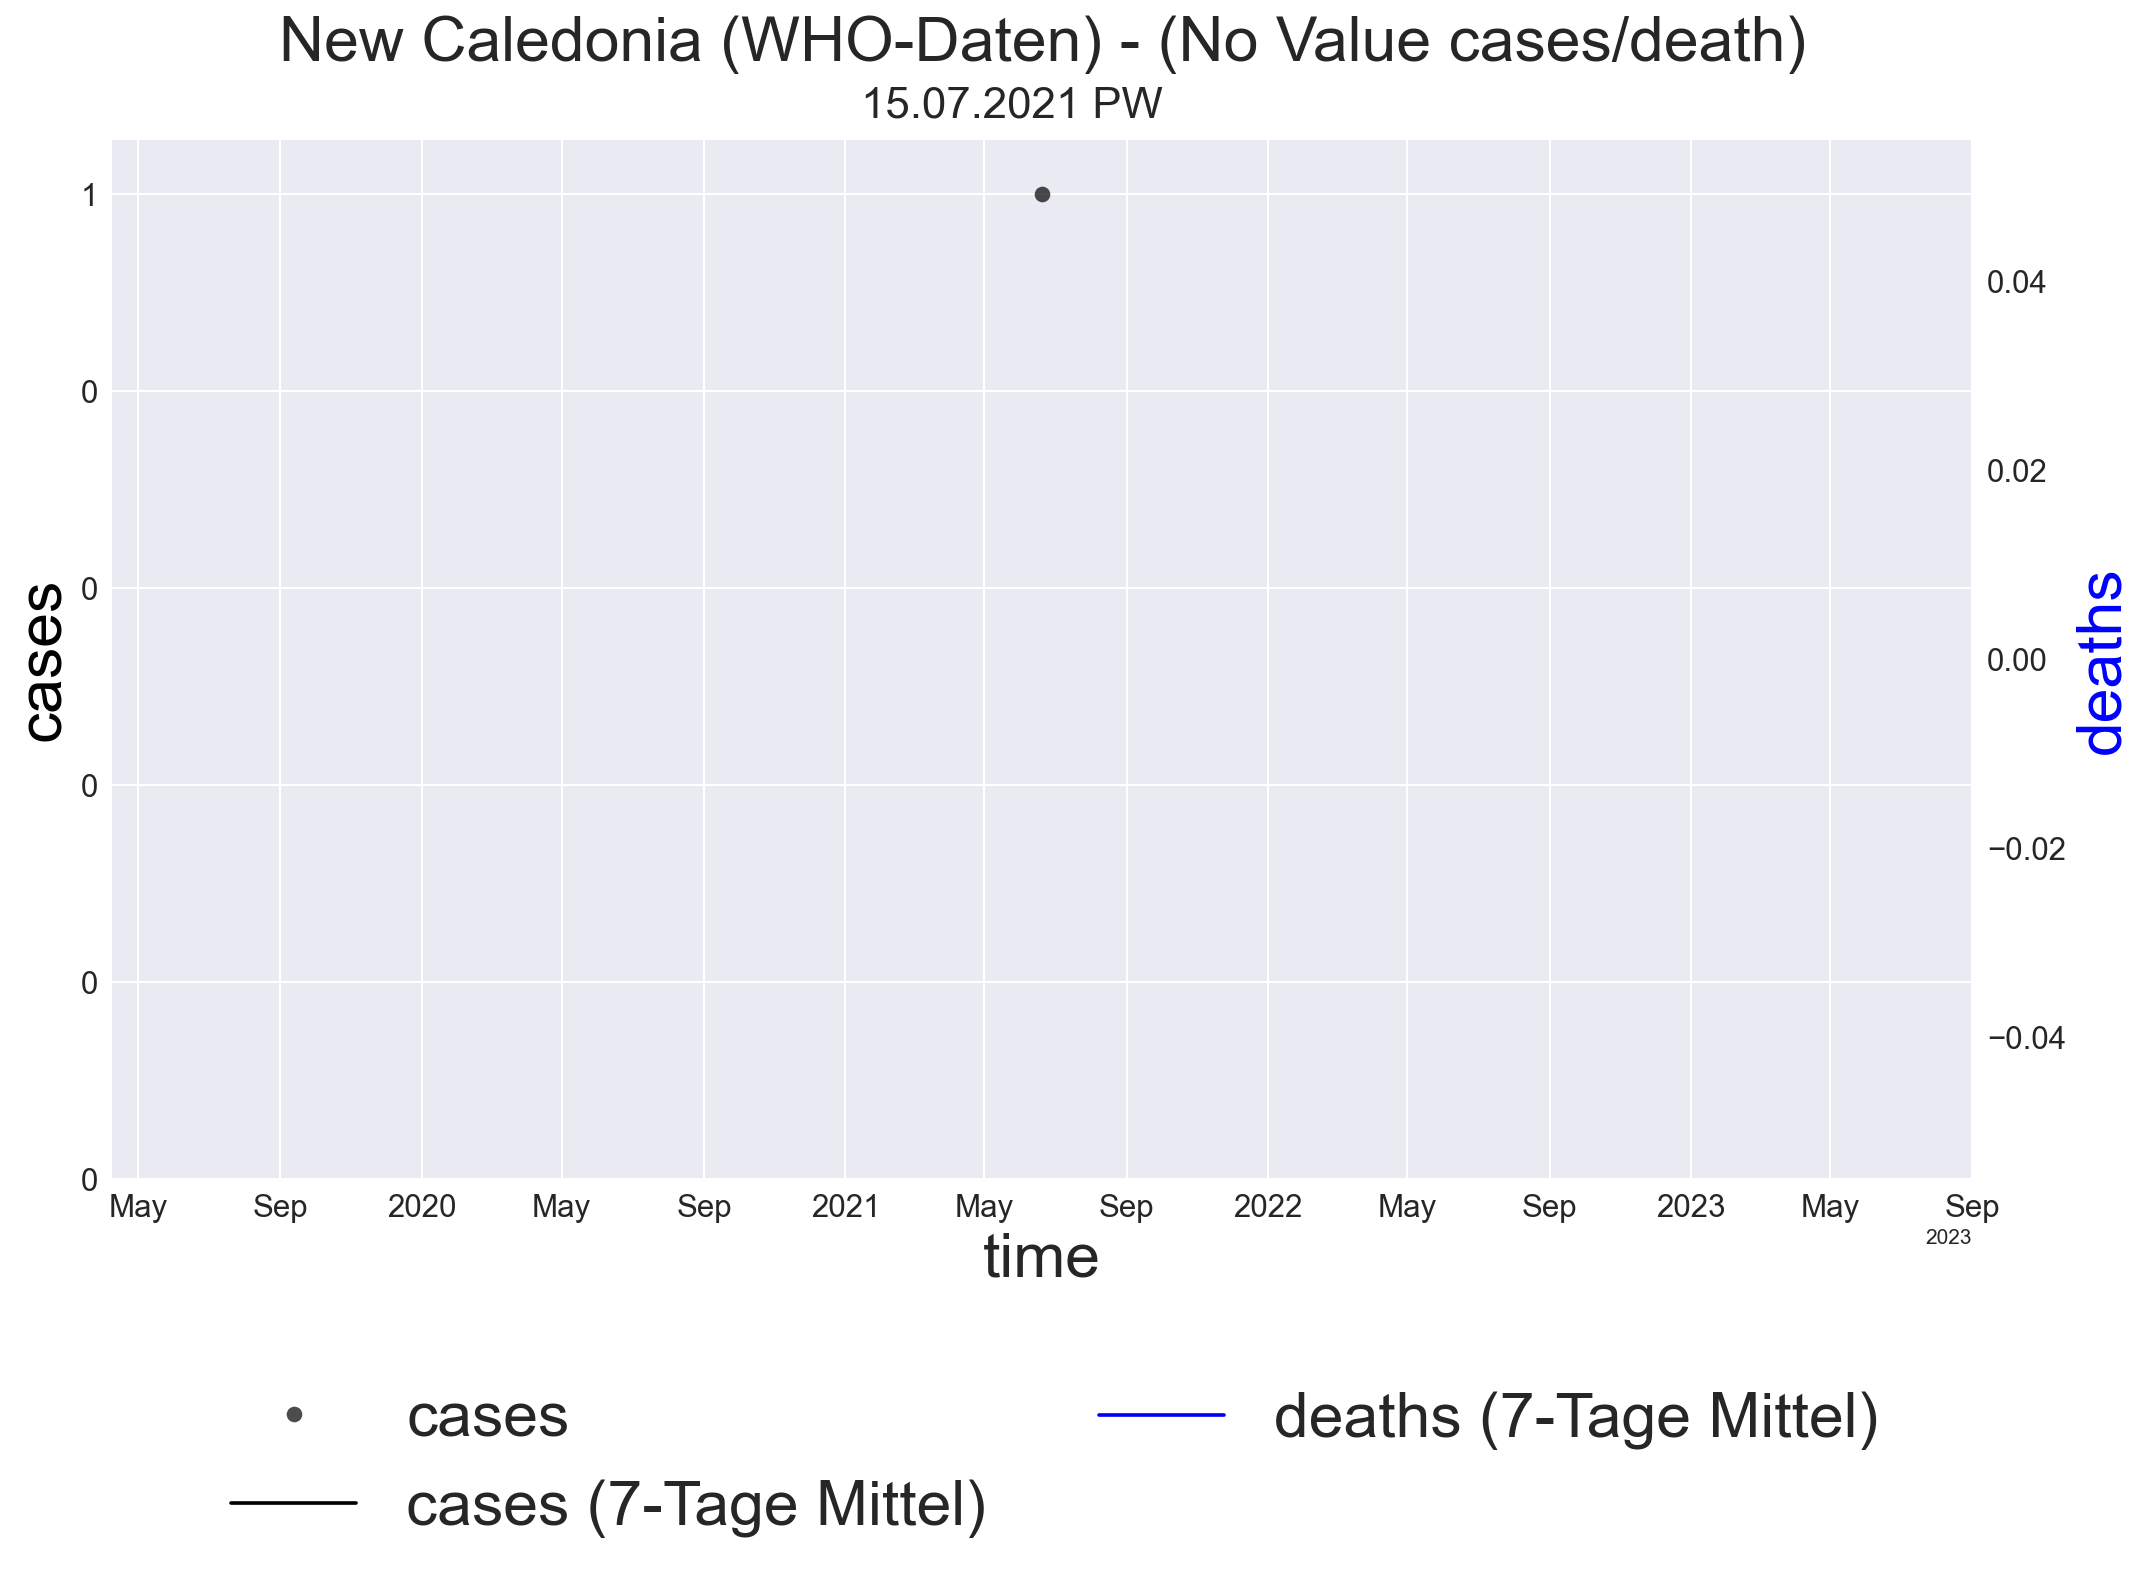 New Caledonia (WHO-Daten) - (No Value cases/death)
15.07.2021 PW
1
0
0
0
0
0
cases
0.04
0.02
0.00
−0.02
−0.04
deaths
May Sep 2020 May Sep 2021 May Sep 2022 May Sep 2023 May Sep
2023
time
cases
deaths (7-Tage Mittel)
cases (7-Tage Mittel)